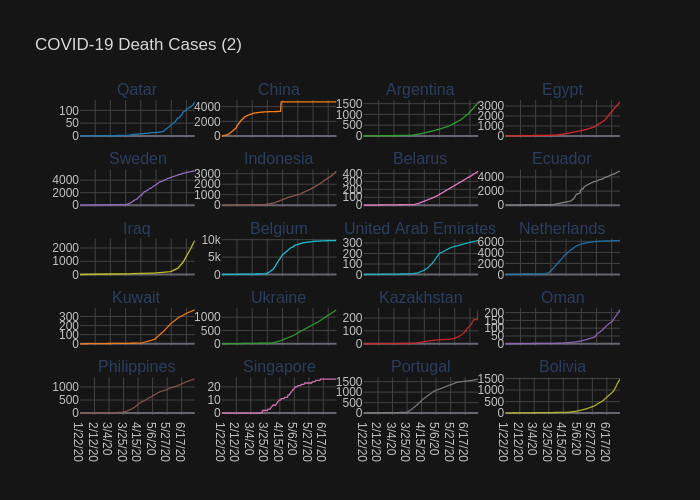 COVID-19 Death Cases (2)
Qatar China Argentina Egypt
100 50 0
4000 2000 0
1500 1000 500 0
3000 2000 1000 0
Sweden Indonesia Belarus Ecuador
4000 2000 0
3000 2000 1000 0
400 300 200 100 0
4000 2000 0
Iraq Belgium United Arab Emirates Netherlands
2000 1000 0
10k 5k 0
300 200 100 0
6000 4000 2000 0
Kuwait Ukraine Kazakhstan Oman
300 200 100 0
1000 500 0
200 100 0
200 150 100 50 0
Philippines Singapore Portugal Bolivia
1000 500 0
20 10 0
1500 1000 500 0
1500 1000 500 0
1/22/20 2/12/20 3/4/20 3/25/20 4/15/20 5/6/20 5/27/20 6/17/20
1/22/20 2/12/20 3/4/20 3/25/20 4/15/20 5/6/20 5/27/20 6/17/20
1/22/20 2/12/20 3/4/20 3/25/20 4/15/20 5/6/20 5/27/20 6/17/20
1/22/20 2/12/20 3/4/20 3/25/20 4/15/20 5/6/20 5/27/20 6/17/20